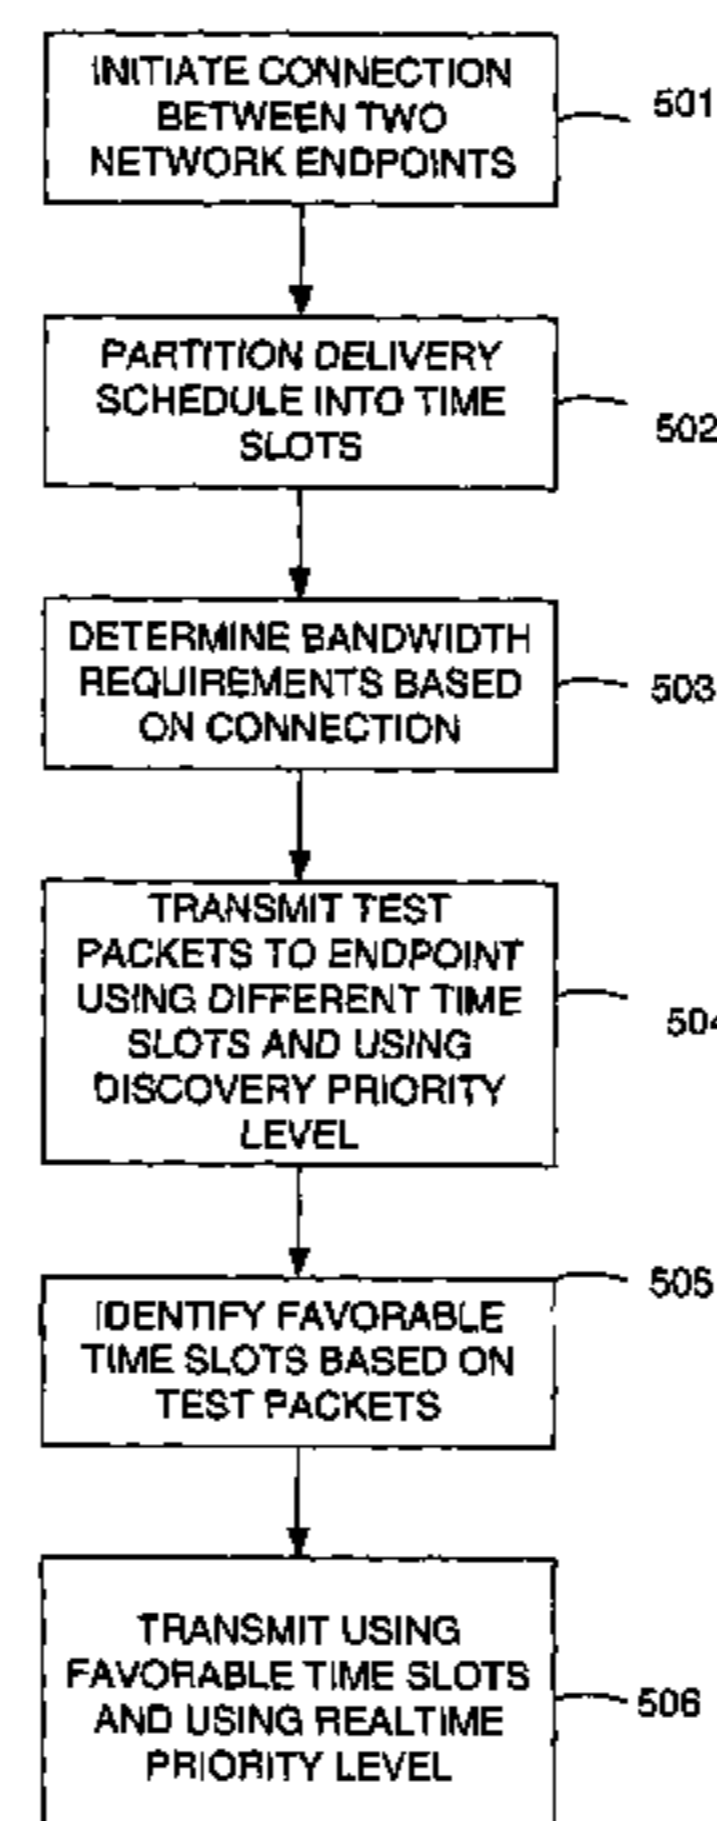 INITIATE CONNECTION
BETWEEN TWO
NETWORK ENDPOINTS
501
PARTITION DELIVERY
SCHEDULE INTO TIME
SLOTS
502
DETERMINE BANDWIDTH
REQUIREMENTS BASED
ON CONNECTION
503
TRANSMIT TEST
PACKETS TO ENDPOINT
USING DIFFERENT TIME
SLOTS AND USING
DISCOVERY PRIORITY
LEVEL
504
IDENTIFY FAVORABLE
TIME SLOTS BASED ON
TEST PACKETS
505
TRANSMIT USING
FAVORABLE TIME SLOTS
AND USING REALTIME
PRIORITY LEVEL
506